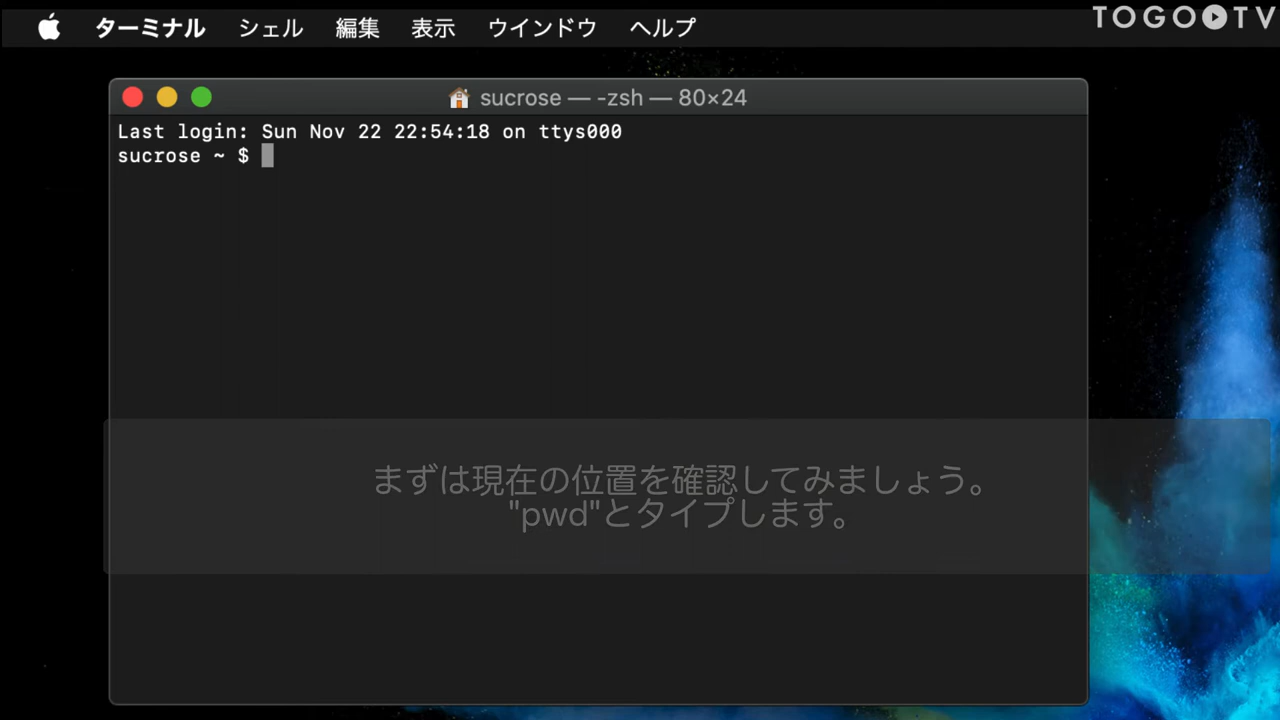 ターミナル シェル 編集 表示 ウインドウ ヘルプ
TOGOTV
sucrose — -zsh — 80×24
Last login: Sun Nov 22 22:54:18 on ttys000
sucrose ~ $
まずは現在の位置を確認してみましょう。
"pwd"とタイプします。